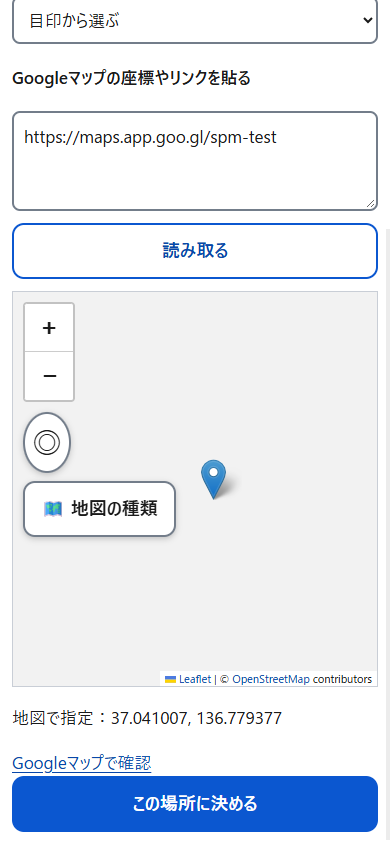 目印から選ぶ
Googleマップの座標やリンクを貼る
https://maps.app.goo.gl/spm-test
読み取る
+
−
◎
地図の種類
Leaflet | © OpenStreetMap contributors
地図で指定：37.041007, 136.779377
Googleマップで確認
この場所に決める